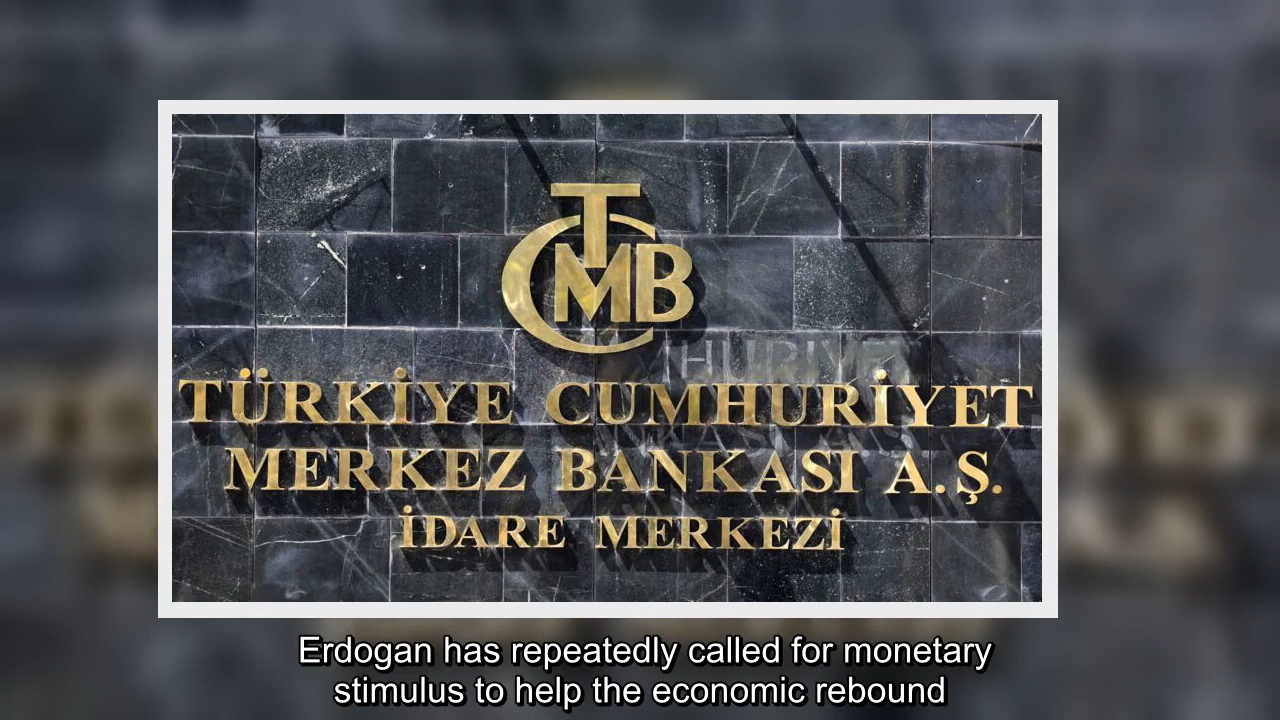 TCMB
TÜRKİYE CUMHURİYET
MERKEZ BANKASI A.Ş.
İDARE MERKEZİ
Erdogan has repeatedly called for monetary
stimulus to help the economic rebound